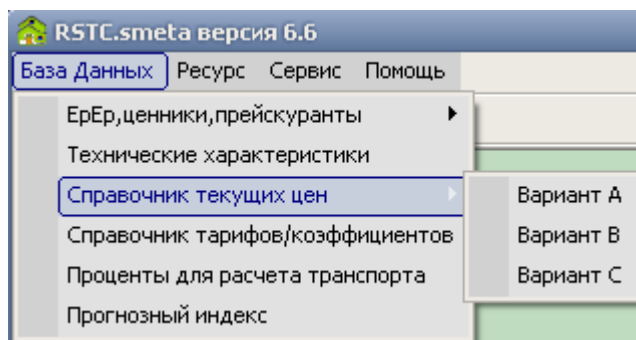 RSTC.smeta версия 6.6
База Данных Ресурс Сервис Помощь
ЕрЕр,ценники,прейскуранты
Технические характеристики
Справочник текущих цен
Вариант A
Справочник тарифов/коэффициентов
Вариант B
Проценты для расчета транспорта
Вариант C
Прогнозный индекс